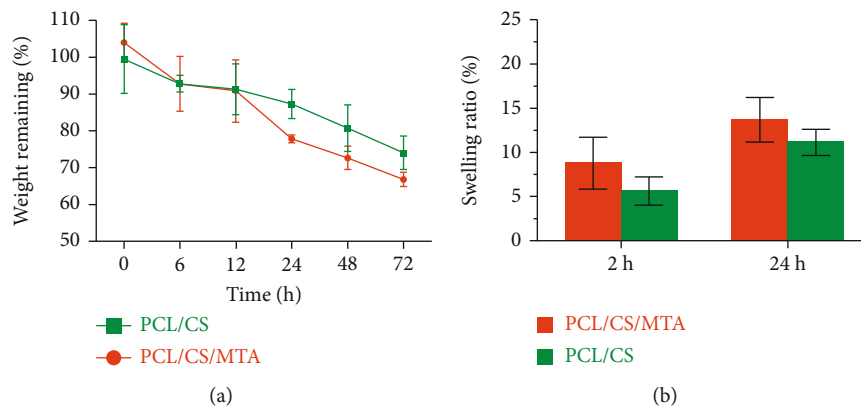 110
100
90
80
70
60
50
Weight remaining (%)
0 6 12 24 48 72
Time (h)
PCL/CS
PCL/CS/MTA
(a)
25
20
15
10
5
0
Swelling ratio (%)
2 h 24 h
PCL/CS/MTA
PCL/CS
(b)